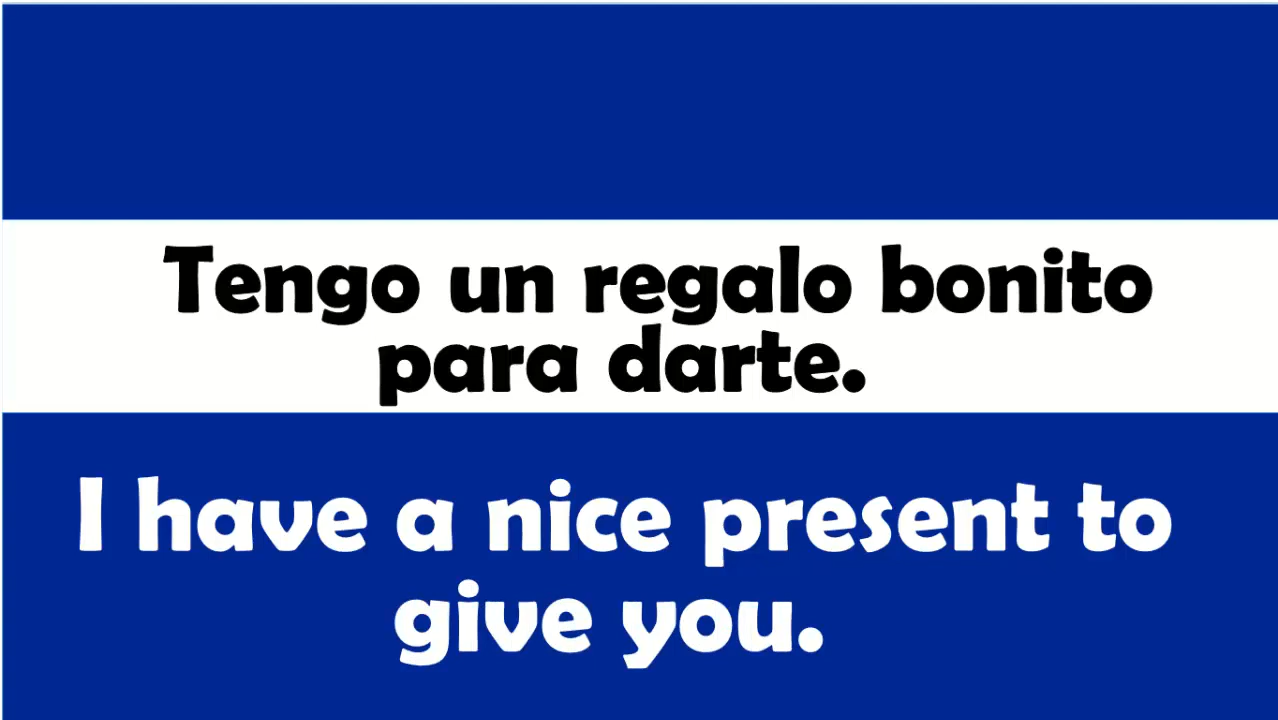 Tengo un regalo bonito
para darte.
I have a nice present to
give you.